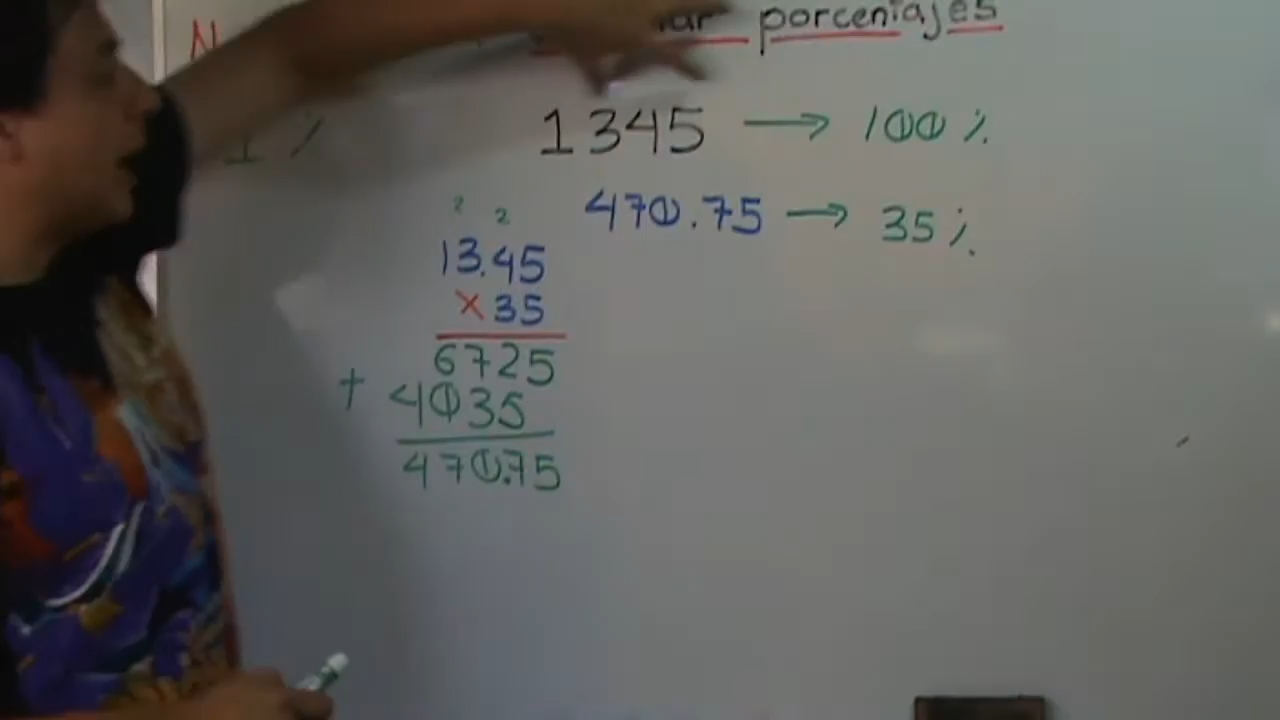 porcentajes
1345 → 100 %
470.75 → 35 %
2 2
13.45
x 35
6725
+ 4035
470.75